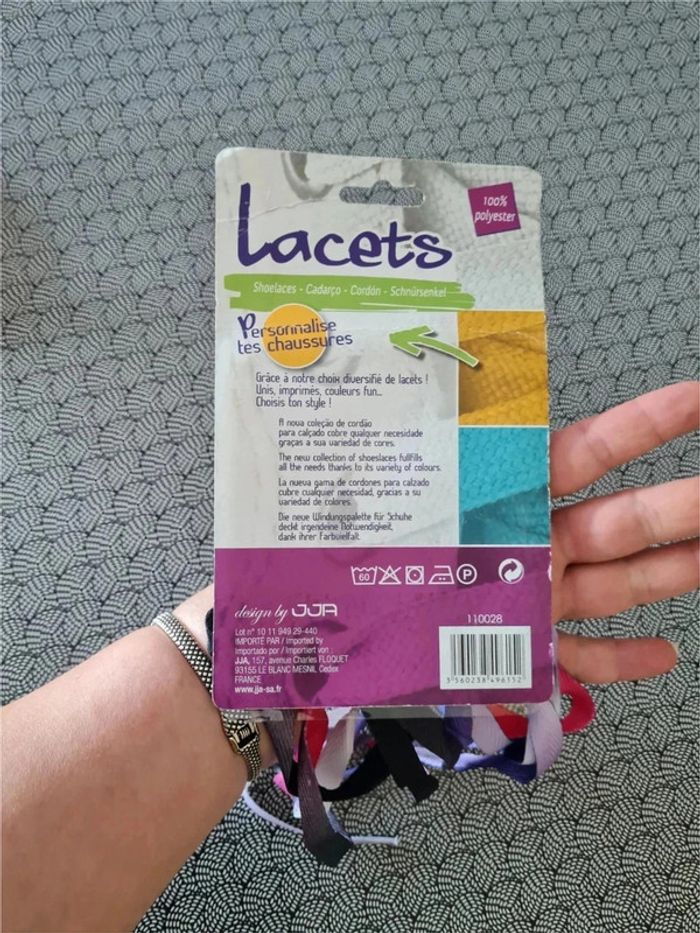 Lacets
100%
polyester
Shoelaces - Cadarço - Cordón - Schnürsenkel
Personnalise
tes chaussures
Grâce à notre choix diversifié de lacets !
Unis, imprimés, couleurs fun...
Choisis ton style !
A nova coleção de cordão
para calçado cobre qualquer necesidade
graças a sua variedad de cores.
The new collection of shoeslaces fullfills
all the needs thanks to its variety of colours.
La nueva gama de cordones para calzado
cubre cualquier necesidad, gracias a su
variedad de colores.
Die neue Windungspalette für Schuhe
deckt irgendeine Notwendigkeit,
dank ihrer Farbvielfalt.
60
P
design by JJA
110028
Lot n° 10 11 949 29-440
IMPORTÉ PAR / Imported by
Importado por / Importiert von :
JJA, 157, avenue Charles FLOQUET
93155 LE BLANC MESNIL Cedex
FRANCE
www.jja-sa.fr
3 560238 496152